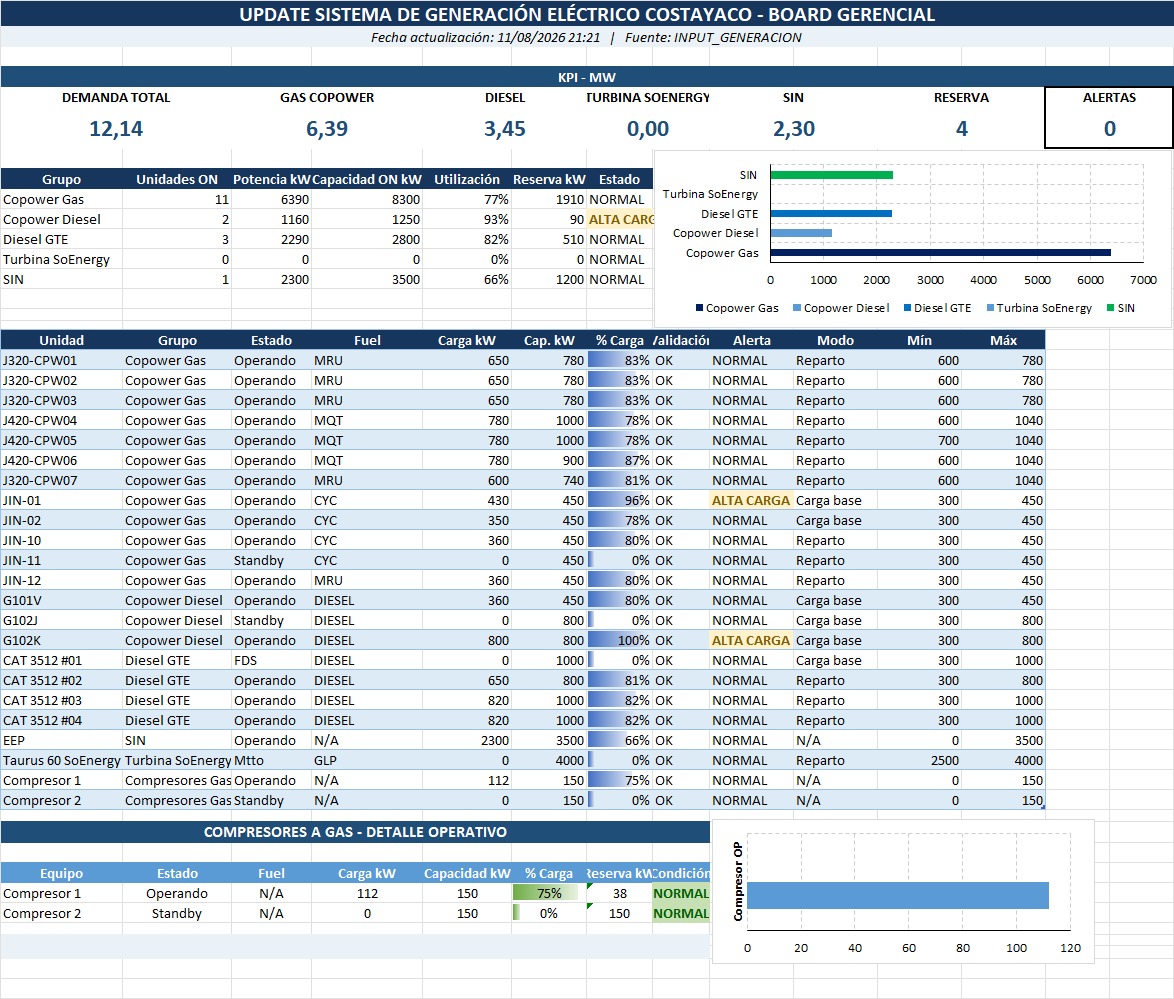 UPDATE SISTEMA DE GENERACIÓN ELÉCTRICO COSTAYACO - BOARD GERENCIAL
Fecha actualización: 11/08/2026 21:21 | Fuente: INPUT_GENERACION
KPI - MW
DEMANDA TOTAL GAS COPOWER DIESEL TURBINA SOENERGY SIN RESERVA ALERTAS
12,14 6,39 3,45 0,00 2,30 4 0
Grupo Unidades ON Potencia kW Capacidad ON kW Utilización Reserva kW Estado
Copower Gas 11 6390 8300 77% 1910 NORMAL
Copower Diesel 2 1160 1250 93% 90 ALTA CARG
Diesel GTE 3 2290 2800 82% 510 NORMAL
Turbina SoEnergy 0 0 0 0% 0 NORMAL
SIN 1 2300 3500 66% 1200 NORMAL
SIN
Turbina SoEnergy
Diesel GTE
Copower Diesel
Copower Gas
0 1000 2000 3000 4000 5000 6000 7000
Copower Gas Copower Diesel Diesel GTE Turbina SoEnergy SIN
Unidad Grupo Estado Fuel Carga kW Cap. kW % Carga Validación Alerta Modo Mín Máx
J320-CPW01 Copower Gas Operando MRU 650 780 83% OK NORMAL Reparto 600 780
J320-CPW02 Copower Gas Operando MRU 650 780 83% OK NORMAL Reparto 600 780
J320-CPW03 Copower Gas Operando MRU 650 780 83% OK NORMAL Reparto 600 780
J420-CPW04 Copower Gas Operando MQT 780 1000 78% OK NORMAL Reparto 600 1040
J420-CPW05 Copower Gas Operando MQT 780 1000 78% OK NORMAL Reparto 700 1040
J420-CPW06 Copower Gas Operando MQT 780 900 87% OK NORMAL Reparto 600 1040
J320-CPW07 Copower Gas Operando MRU 600 740 81% OK NORMAL Reparto 600 1040
JIN-01 Copower Gas Operando CYC 430 450 96% OK ALTA CARGA Carga base 300 450
JIN-02 Copower Gas Operando CYC 350 450 78% OK NORMAL Carga base 300 450
JIN-10 Copower Gas Operando CYC 360 450 80% OK NORMAL Reparto 300 450
JIN-11 Copower Gas Standby CYC 0 450 0% OK NORMAL Reparto 300 450
JIN-12 Copower Gas Operando MRU 360 450 80% OK NORMAL Reparto 300 450
G101V Copower Diesel Operando DIESEL 360 450 80% OK NORMAL Carga base 300 450
G102J Copower Diesel Standby DIESEL 0 800 0% OK NORMAL Carga base 300 800
G102K Copower Diesel Operando DIESEL 800 800 100% OK ALTA CARGA Carga base 300 800
CAT 3512 #01 Diesel GTE FDS DIESEL 0 1000 0% OK NORMAL Carga base 300 1000
CAT 3512 #02 Diesel GTE Operando DIESEL 650 800 81% OK NORMAL Reparto 300 800
CAT 3512 #03 Diesel GTE Operando DIESEL 820 1000 82% OK NORMAL Reparto 300 1000
CAT 3512 #04 Diesel GTE Operando DIESEL 820 1000 82% OK NORMAL Reparto 300 1000
EEP SIN Operando N/A 2300 3500 66% OK NORMAL N/A 0 3500
Taurus 60 SoEnergy Turbina SoEnergy Mtto GLP 0 4000 0% OK NORMAL Reparto 2500 4000
Compresor 1 Compresores Gas Operando N/A 112 150 75% OK NORMAL N/A 0 150
Compresor 2 Compresores Gas Standby N/A 0 150 0% OK NORMAL N/A 0 150
COMPRESORES A GAS - DETALLE OPERATIVO
Equipo Estado Fuel Carga kW Capacidad kW % Carga Reserva kW Condición
Compresor 1 Operando N/A 112 150 75% 38 NORMAL
Compresor 2 Standby N/A 0 150 0% 150 NORMAL
Compresor OP
0 20 40 60 80 100 120